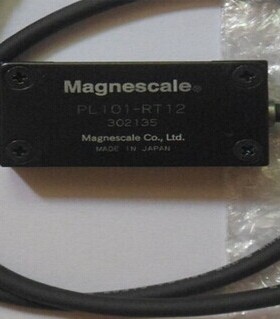 Magnescale®
PL101-RT12
302135
Magnescale Co., Ltd.
MADE IN JAPAN